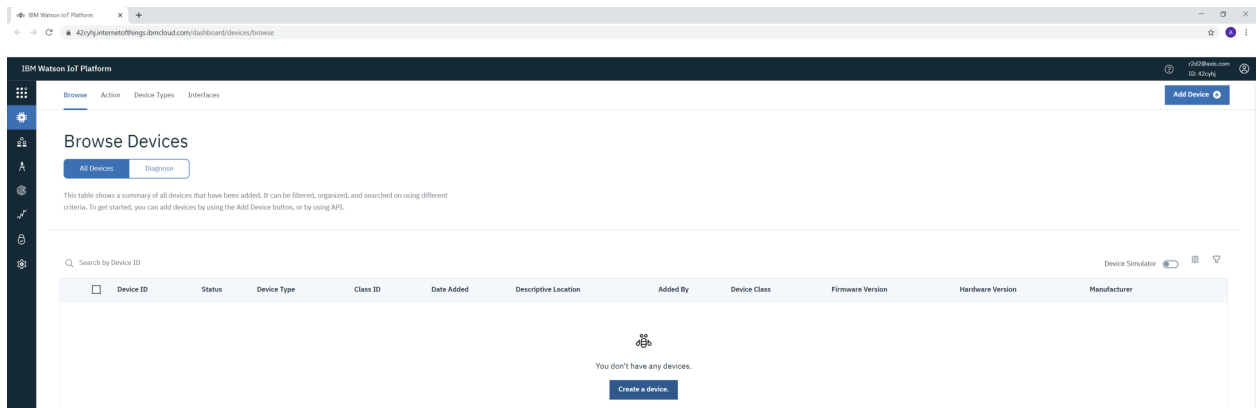 IBM Watson IoT Platform
42cyhj.internetofthings.ibmcloud.com/dashboard/devices/browse
A
IBM Watson IoT Platform
r2d2@axis.com
ID: 42cyhj
Browse Action Device Types Interfaces
Add Device
Browse Devices
All Devices Diagnose
This table shows a summary of all devices that have been added. It can be filtered, organized, and searched on using different
criteria. To get started, you can add devices by using the Add Device button, or by using API.
Search by Device ID
Device Simulator
Device ID Status Device Type Class ID Date Added Descriptive Location Added By Device Class Firmware Version Hardware Version Manufacturer
You don't have any devices.
Create a device.